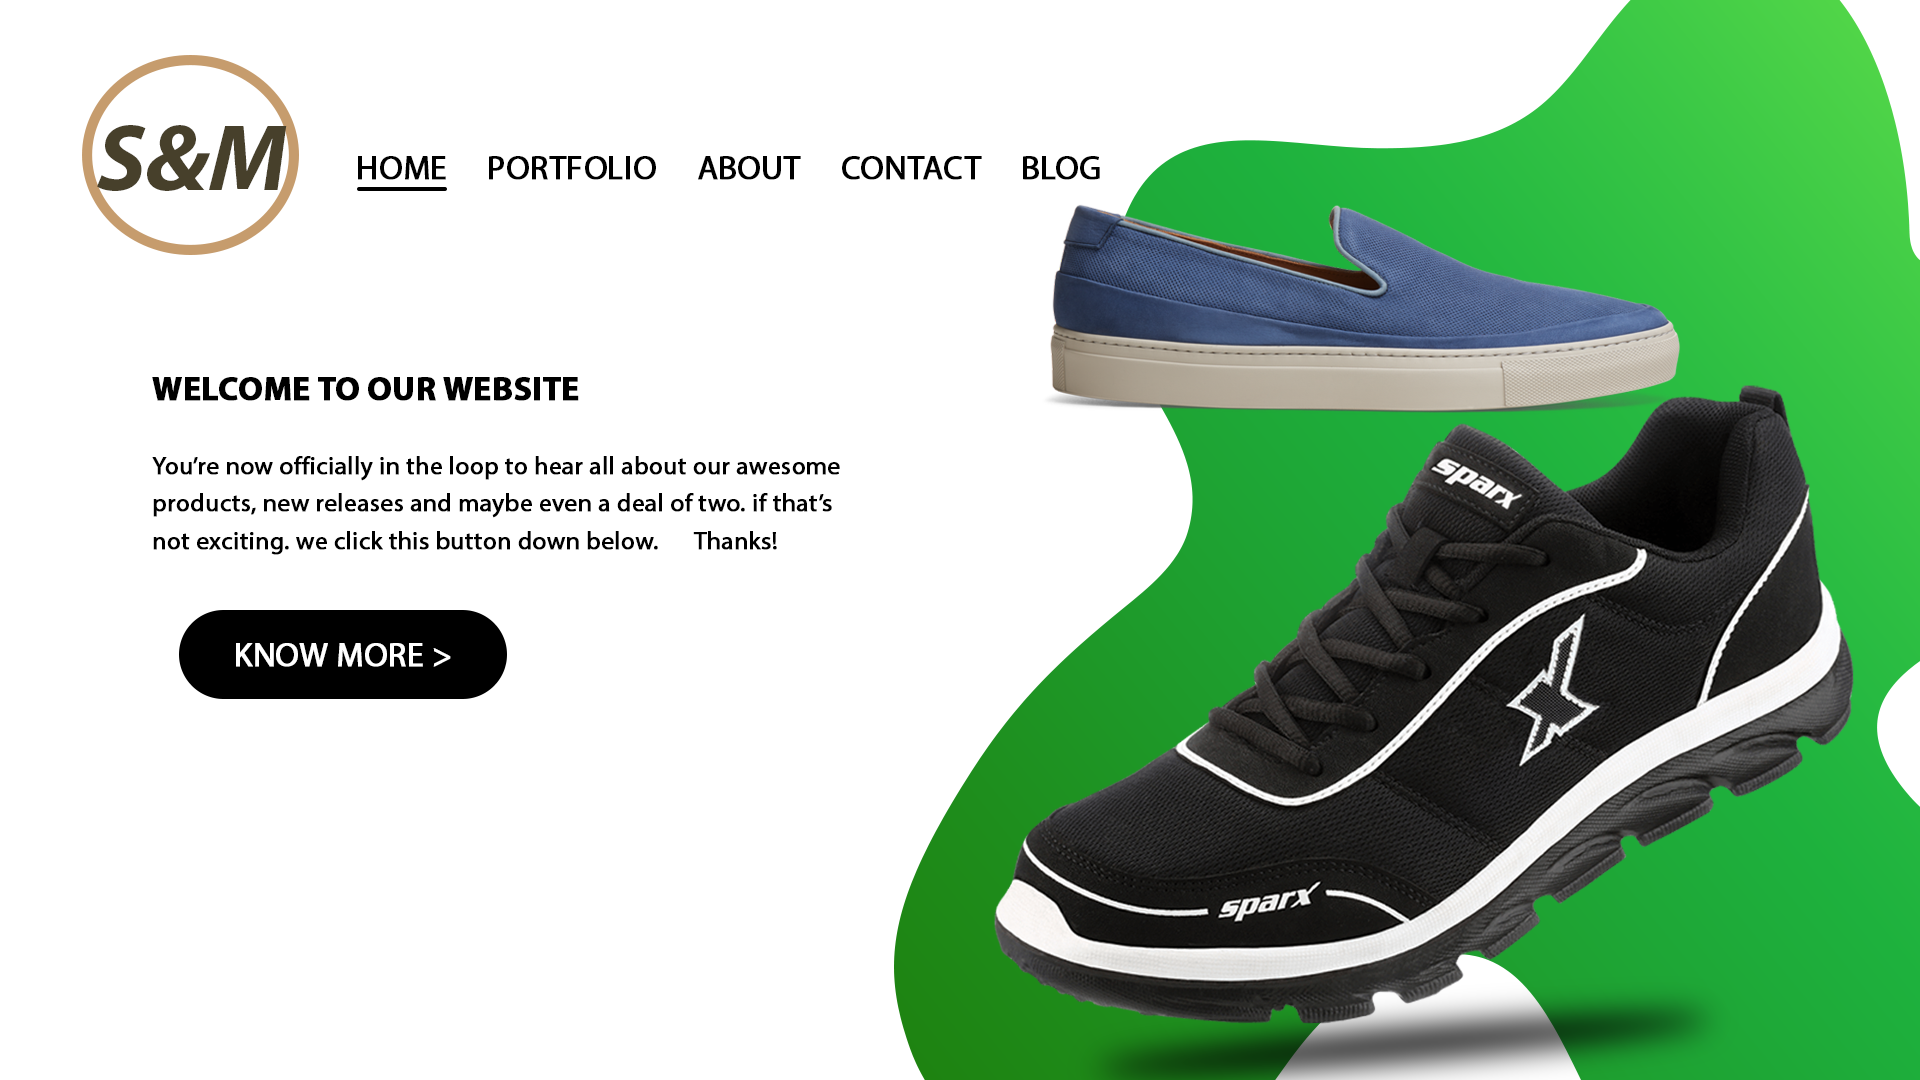 S&M
HOME PORTFOLIO ABOUT CONTACT BLOG
WELCOME TO OUR WEBSITE
You’re now officially in the loop to hear all about our awesome
products, new releases and maybe even a deal of two. if that’s
not exciting. we click this button down below. Thanks!
KNOW MORE >
sparx
sparx